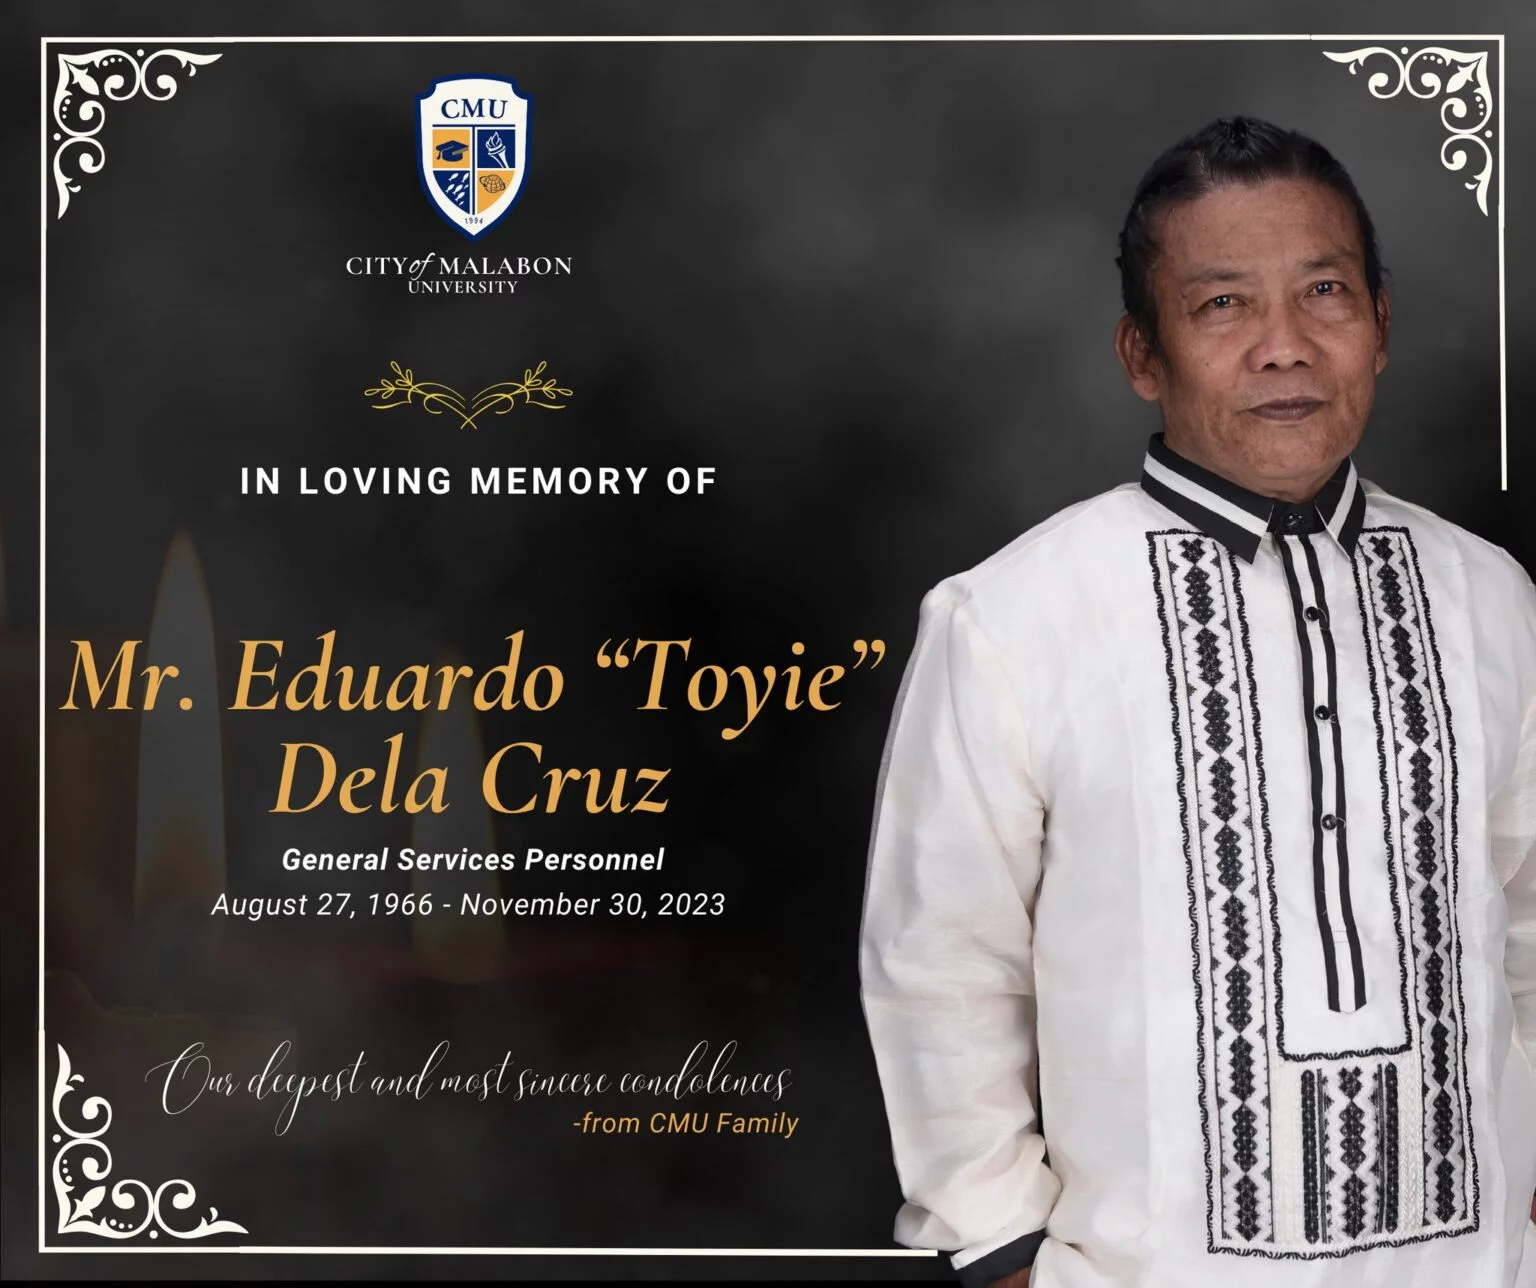 CMU
1994
CITY of MALABON
UNIVERSITY
IN LOVING MEMORY OF
Mr. Eduardo “Toyie”
Dela Cruz
General Services Personnel
August 27, 1966 - November 30, 2023
Our deepest and most sincere condolences
-from CMU Family